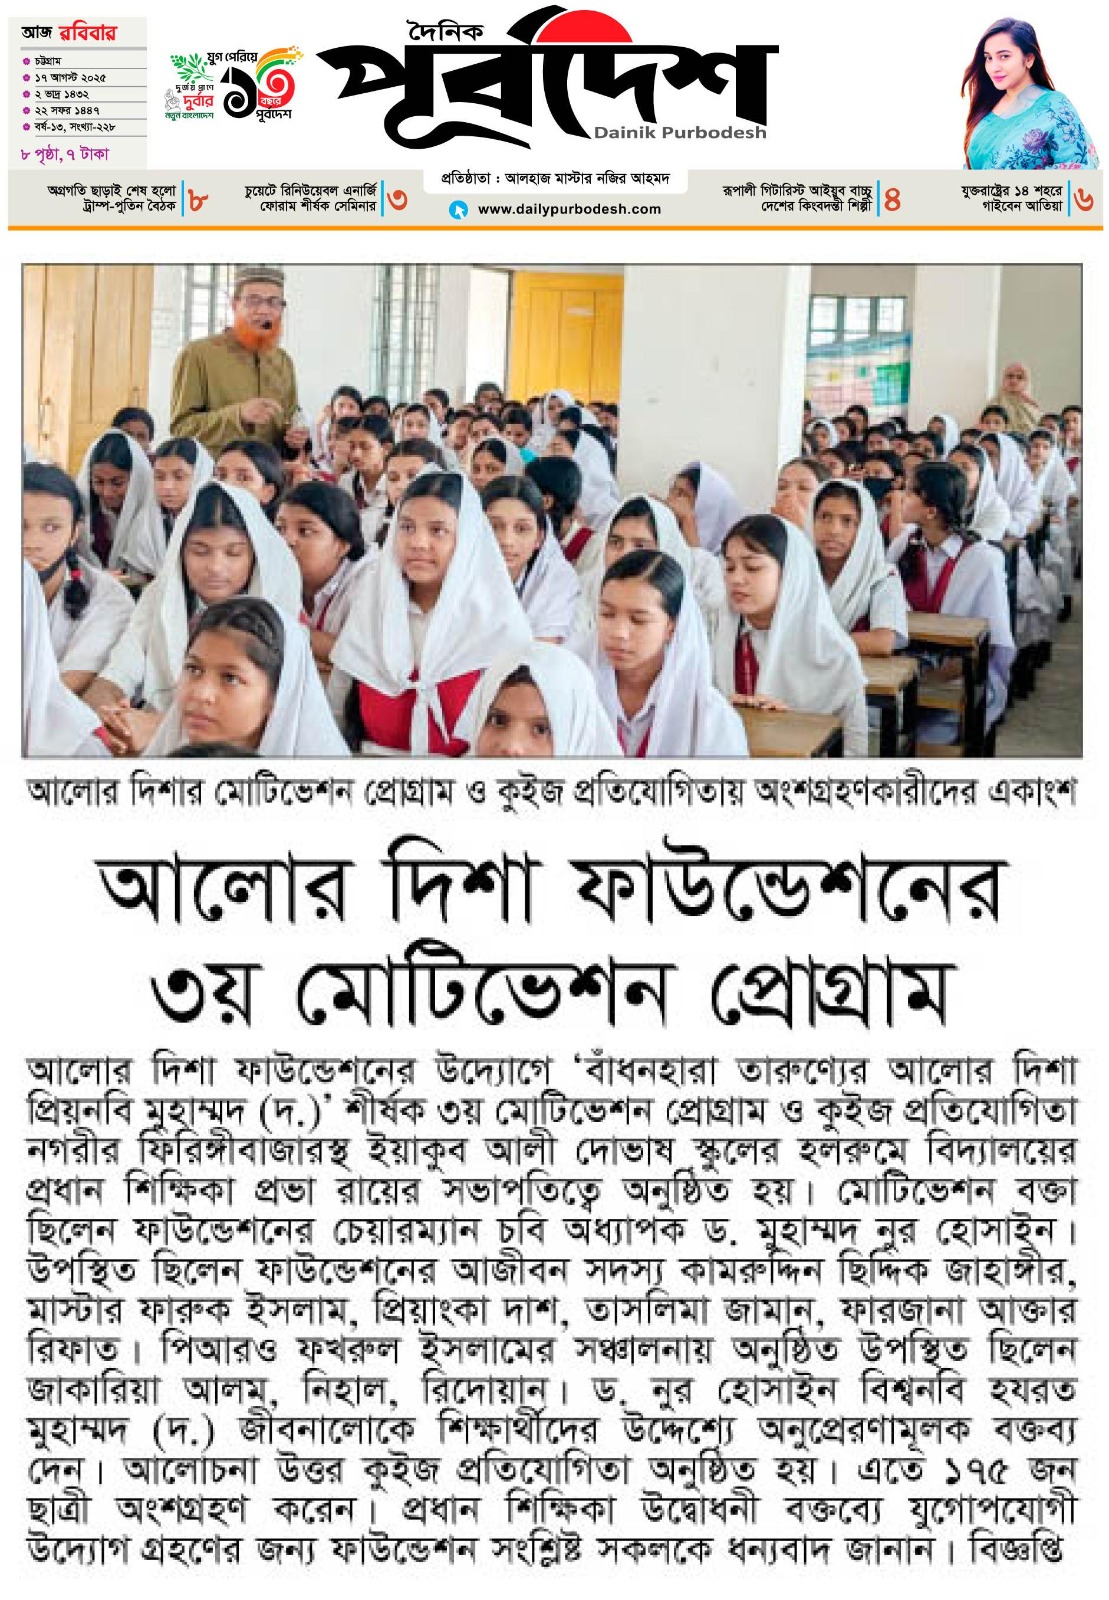 আজ রবিবার
চট্টগ্রাম
১৭ আগস্ট ২০২৫
২ ভাদ্র ১৪৩২
২২ সফর ১৪৪৭
বর্ষ-১৩, সংখ্যা-২২৮
৮ পৃষ্ঠা, ৭ টাকা
যুগ পেরিয়ে
দুর্জয় প্রাণে
দুর্বার
নতুন বাংলাদেশ
১৩
বছরে
পূর্বদেশ
দৈনিক
পূর্বদেশ
Dainik Purbodesh
প্রতিষ্ঠাতা : আলহাজ মাস্টার নজির আহমদ
www.dailypurbodesh.com
অগ্রগতি ছাড়াই শেষ হলো
ট্রাম্প-পুতিন বৈঠক ৮
চুয়েটে রিনিউয়েবল এনার্জি
ফোরাম শীর্ষক সেমিনার ৩
রূপালী গিটারিস্ট আইয়ুব বাচ্চু
দেশের কিংবদন্তী শিল্পী ৪
যুক্তরাষ্ট্রের ১৪ শহরে
গাইবেন আতিয়া ৬
আলোর দিশার মোটিভেশন প্রোগ্রাম ও কুইজ প্রতিযোগিতায় অংশগ্রহণকারীদের একাংশ
আলোর দিশা ফাউন্ডেশনের
৩য় মোটিভেশন প্রোগ্রাম
আলোর দিশা ফাউন্ডেশনের উদ্যোগে ‘বাঁধনহারা তারুণ্যের আলোর দিশা
প্রিয়নবি মুহাম্মদ (দ.)’ শীর্ষক ৩য় মোটিভেশন প্রোগ্রাম ও কুইজ প্রতিযোগিতা
নগরীর ফিরিঙ্গীবাজারস্থ ইয়াকুব আলী দোভাষ স্কুলের হলরুমে বিদ্যালয়ের
প্রধান শিক্ষিকা প্রভা রায়ের সভাপতিত্বে অনুষ্ঠিত হয়। মোটিভেশন বক্তা
ছিলেন ফাউন্ডেশনের চেয়ারম্যান চবি অধ্যাপক ড. মুহাম্মদ নুর হোসাইন।
উপস্থিত ছিলেন ফাউন্ডেশনের আজীবন সদস্য কামরুদ্দিন ছিদ্দিক জাহাঙ্গীর,
মাস্টার ফারুক ইসলাম, প্রিয়াংকা দাশ, তাসলিমা জামান, ফারজানা আক্তার
রিফাত। পিআরও ফখরুল ইসলামের সঞ্চালনায় অনুষ্ঠিত উপস্থিত ছিলেন
জাকারিয়া আলম, নিহাল, রিদোয়ান। ড. নুর হোসাইন বিশ্বনবি হযরত
মুহাম্মদ (দ.) জীবনালোকে শিক্ষার্থীদের উদ্দেশ্যে অনুপ্রেরণামূলক বক্তব্য
দেন। আলোচনা উত্তর কুইজ প্রতিযোগিতা অনুষ্ঠিত হয়। এতে ১৭৫ জন
ছাত্রী অংশগ্রহণ করেন। প্রধান শিক্ষিকা উদ্বোধনী বক্তব্যে যুগোপযোগী
উদ্যোগ গ্রহণের জন্য ফাউন্ডেশন সংশ্লিষ্ট সকলকে ধন্যবাদ জানান। বিজ্ঞপ্তি